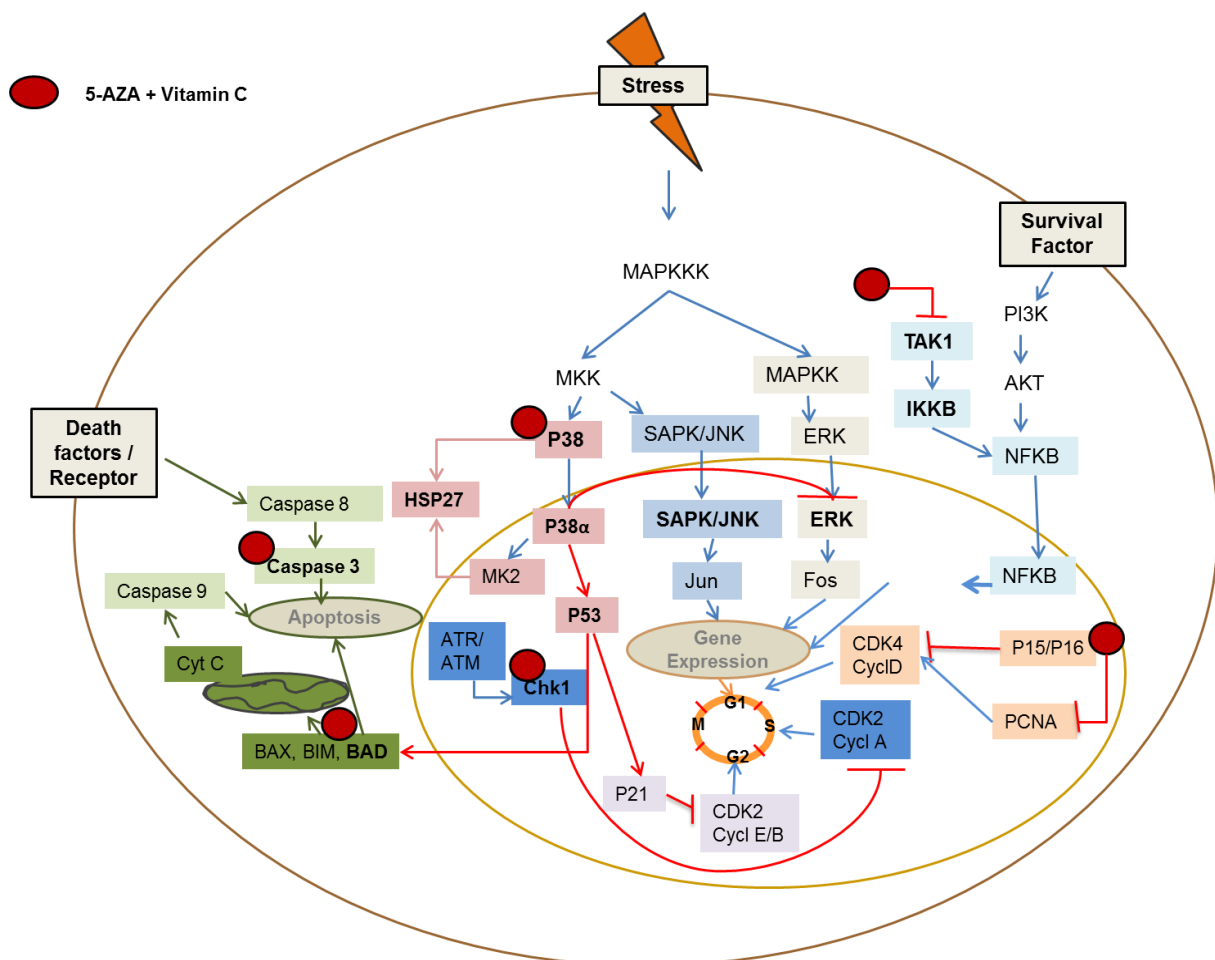 Stress
5-AZA + Vitamin C
Survival
Factor
MAPKKK
PI3K
TAK1
MKK
MAPKK
AKT
IKKB
Death
factors /
Receptor
P38
SAPK/JNK
ERK
NFKB
Caspase 8
HSP27
P38α
SAPK/JNK
ERK
Caspase 3
MK2
Jun
Fos
NFKB
Caspase 9
Apoptosis
P53
Gene
Expression
ATR/
ATM
CDK4
CyclD
P15/P16
Cyt C
Chk1
G1
M
S
G2
PCNA
CDK2
Cycl A
BAX, BIM, BAD
P21
CDK2
Cycl E/B